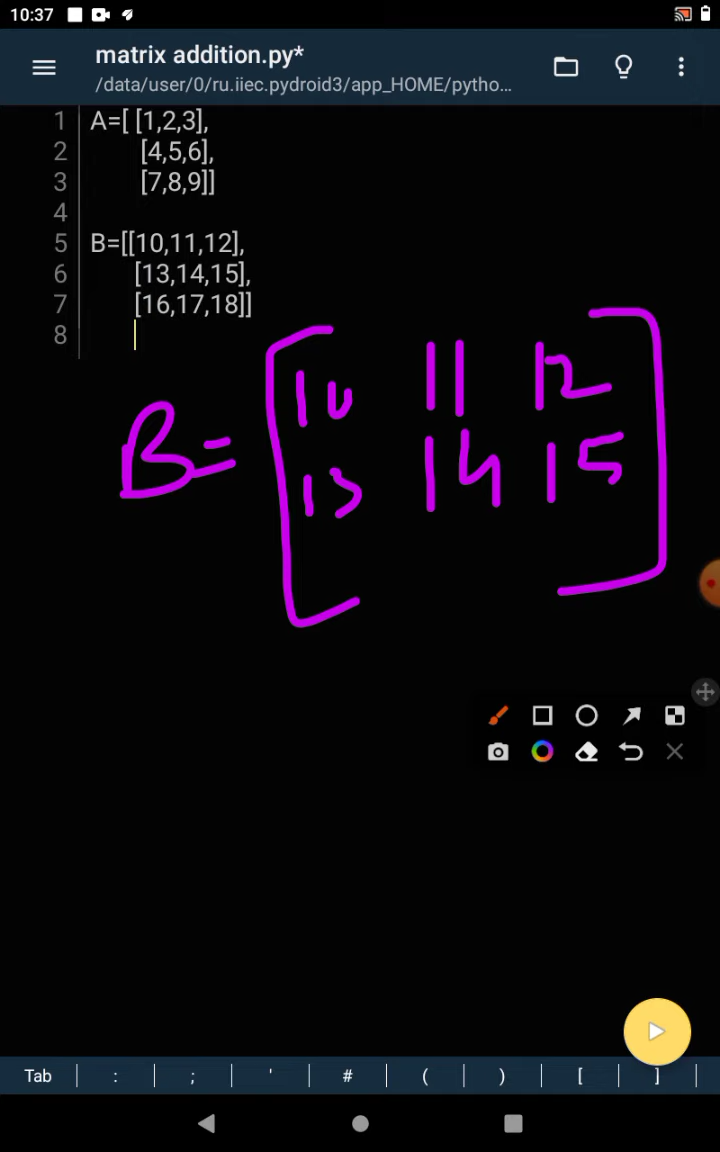 10:37
matrix addition.py*
/data/user/0/ru.iiec.pydroid3/app_HOME/pytho...
1 A=[ [1,2,3],
2 [4,5,6],
3 [7,8,9]]
4
5 B=[[10,11,12],
6 [13,14,15],
7 [16,17,18]]
8
10 11 12
B=
13 14 15
Tab : ; ' # ( ) [ ]